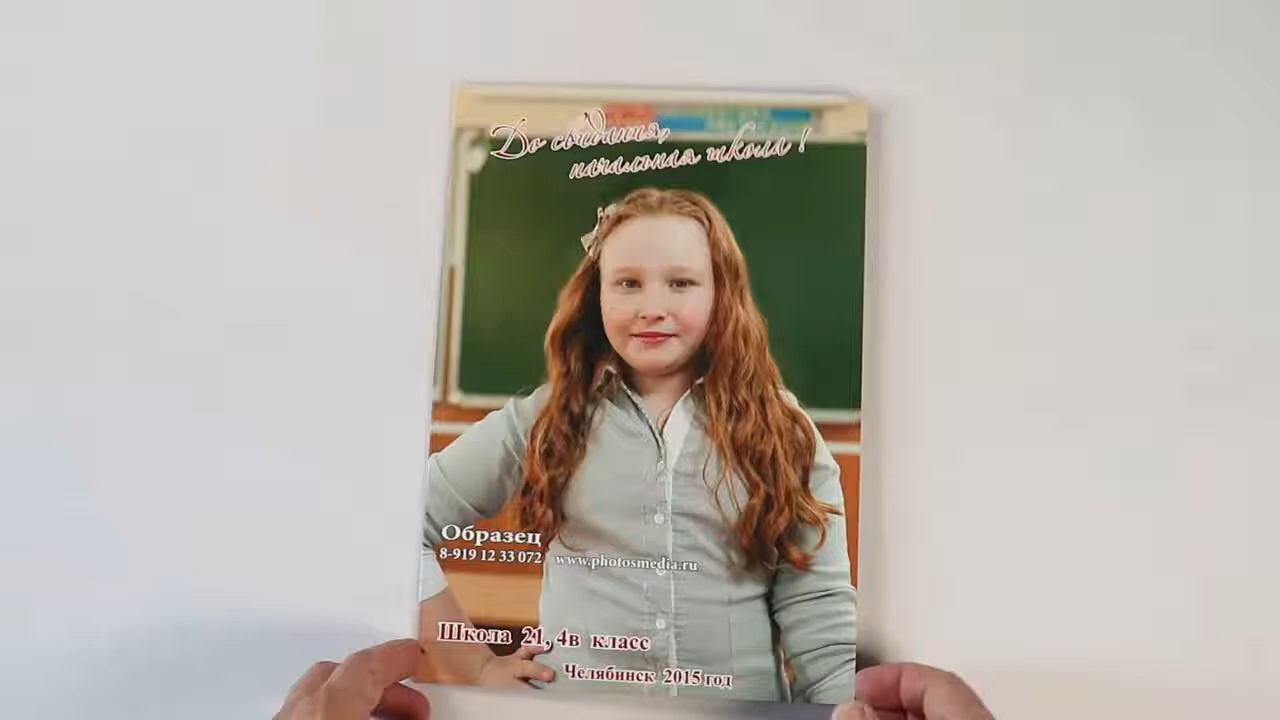 До свидания,
начальная школа !
Образец
8-919 12 33 072
www.photosmedia.ru
Школа 21, 4в класс
Челябинск 2015 год